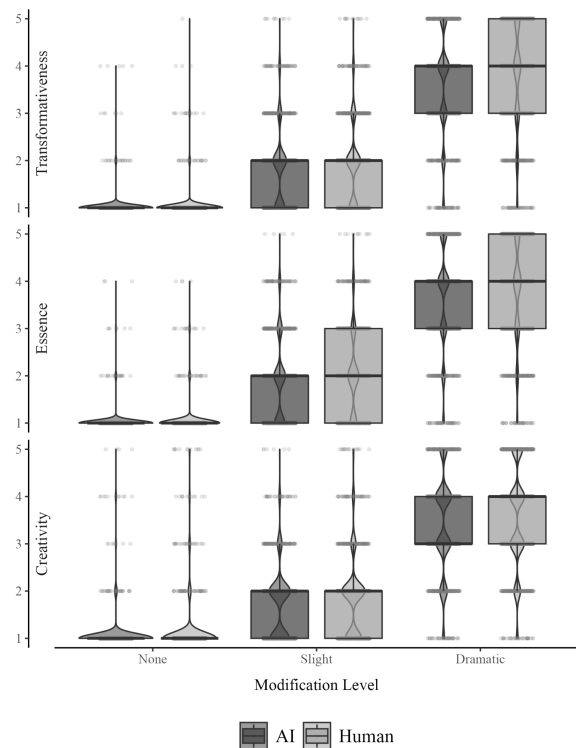 Transformativeness
5
4
3
2
1
Essence
5
4
3
2
1
Creativity
5
4
3
2
1
None Slight Dramatic
Modification Level
AI Human